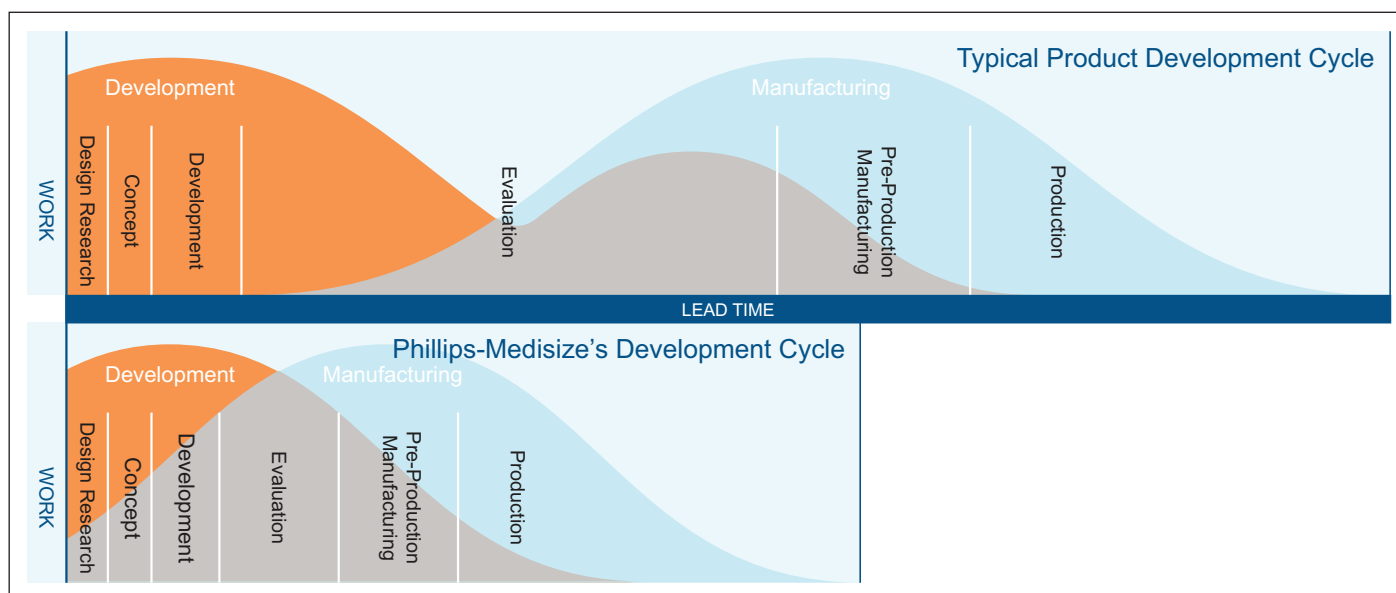 Typical Product Development Cycle
Development
Manufacturing
WORK
Design Research
Concept
Development
Evaluation
Pre-Production
Manufacturing
Production
LEAD TIME
Phillips-Medisize’s Development Cycle
Development
Manufacturing
WORK
Design Research
Concept
Development
Evaluation
Pre-Production
Manufacturing
Production